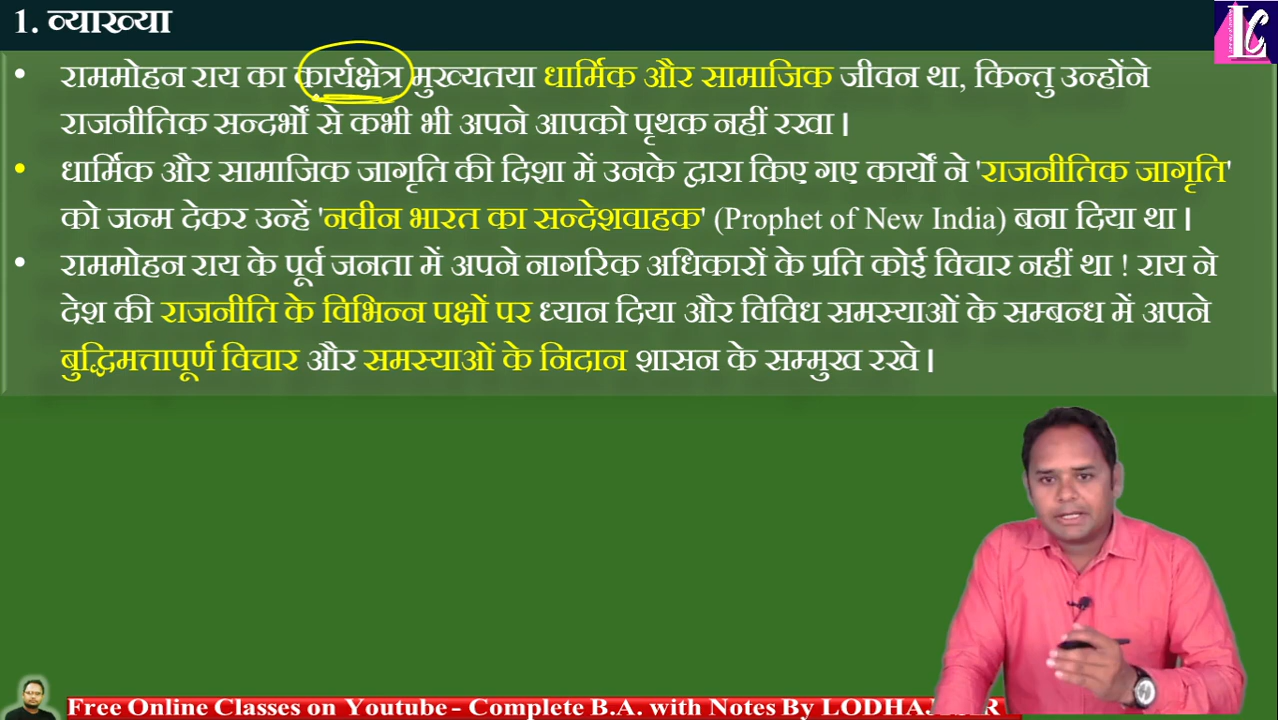 1. व्याख्या
LC
• राममोहन राय का कार्यक्षेत्र मुख्यतया धार्मिक और सामाजिक जीवन था, किन्तु उन्होंने
राजनीतिक सन्दर्भों से कभी भी अपने आपको पृथक नहीं रखा ।
• धार्मिक और सामाजिक जागृति की दिशा में उनके द्वारा किए गए कार्यों ने 'राजनीतिक जागृति'
को जन्म देकर उन्हें 'नवीन भारत का सन्देशवाहक' (Prophet of New India) बना दिया था ।
• राममोहन राय के पूर्व जनता में अपने नागरिक अधिकारों के प्रति कोई विचार नहीं था ! राय ने
देश की राजनीति के विभिन्न पक्षों पर ध्यान दिया और विविध समस्याओं के सम्बन्ध में अपने
बुद्धिमत्तापूर्ण विचार और समस्याओं के निदान शासन के सम्मुख रखे ।
Free Online Classes on Youtube - Complete B.A. with Notes By